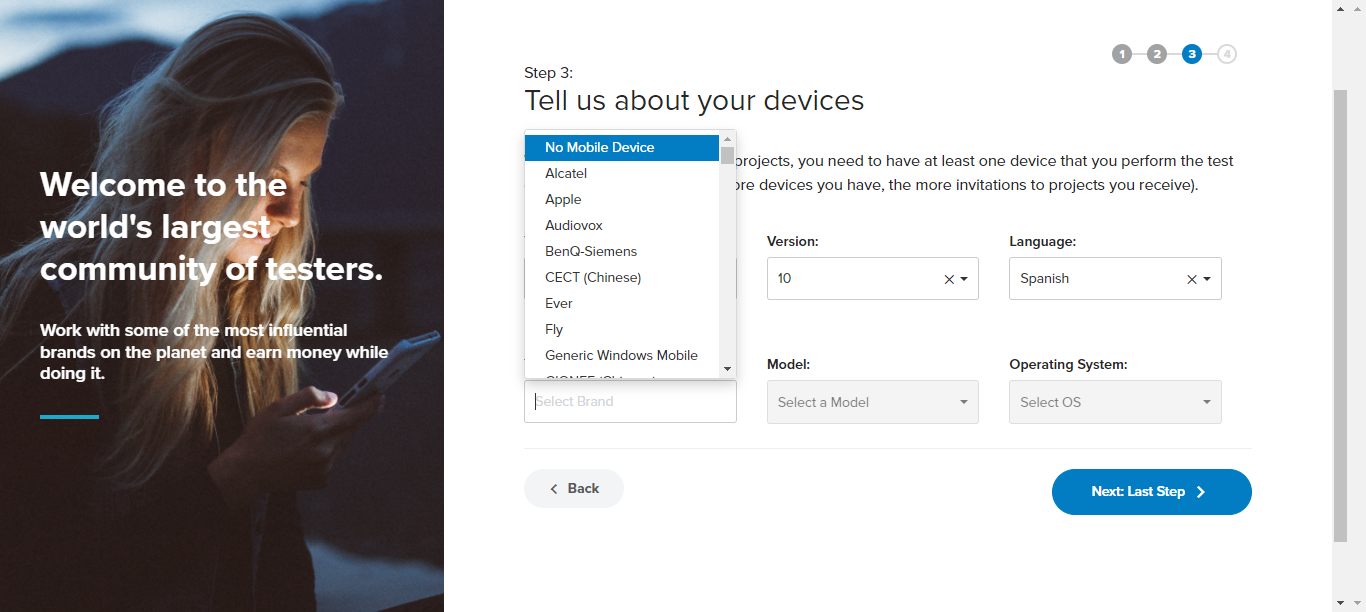 Welcome to the
world's largest
community of testers.
Work with some of the most influential
brands on the planet and earn money while
doing it.
1
2
3
4
Step 3:
Tell us about your devices
projects, you need to have at least one device that you perform the test
re devices you have, the more invitations to projects you receive).
No Mobile Device
Alcatel
Apple
Audiovox
BenQ-Siemens
CECT (Chinese)
Ever
Fly
Generic Windows Mobile
Version:
Language:
10
Spanish
Model:
Operating System:
Select Brand
Select a Model
Select OS
Back
Next: Last Step